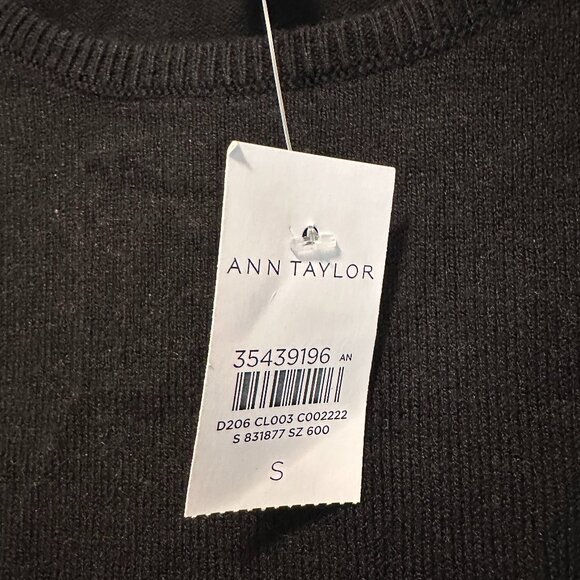 ANN TAYLOR
35439196 AN
D206 CL003 C002222
S 831877 SZ 600
S